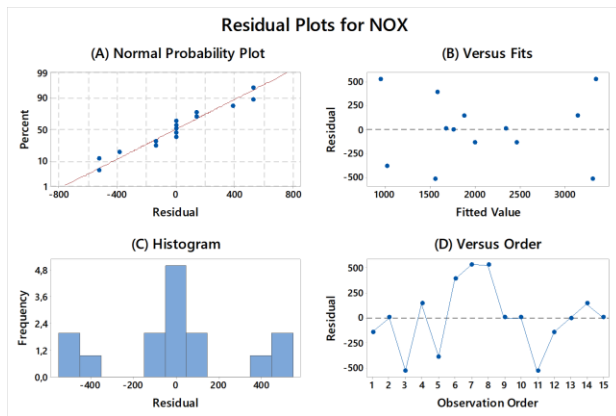 Residual Plots for NOX
(A) Normal Probability Plot
99
90
50
10
1
Percent
-800 -400 0 400 800
Residual
(B) Versus Fits
500
250
0
-250
-500
Residual
1000 1500 2000 2500 3000
Fitted Value
(C) Histogram
4,8
3,6
2,4
1,2
0,0
Frequency
-400 -200 0 200 400
Residual
(D) Versus Order
500
250
0
-250
-500
Residual
1 2 3 4 5 6 7 8 9 10 11 12 13 14 15
Observation Order